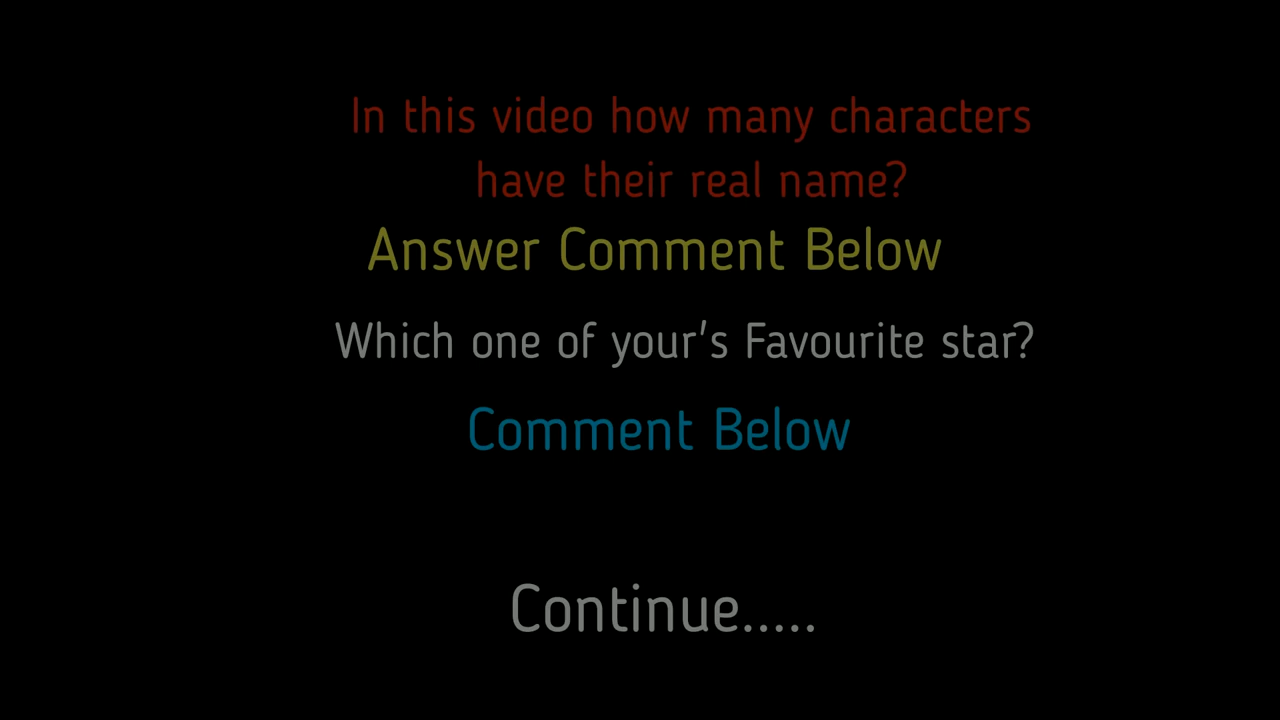 In this video how many characters
have their real name?
Answer Comment Below
Which one of your's Favourite star?
Comment Below
Continue.....